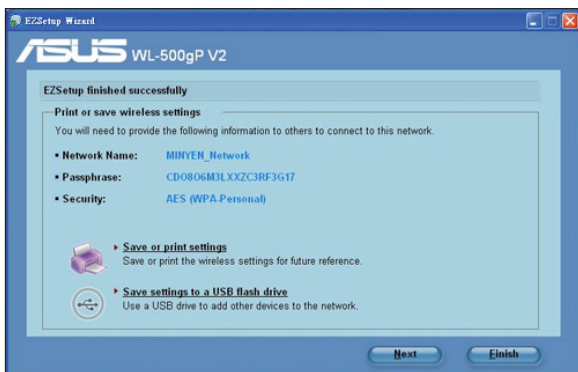 EZSetup Wizard
ASUS WL-500gP V2
EZSetup finished successfully
Print or save wireless settings
You will need to provide the following information to others to connect to this network.
• Network Name: MINYEN_Network
• Passphrase: CDO8O6M3LXXZC3RF3G17
• Security: AES (WPA-Personal)
Save or print settings
Save or print the wireless settings for future reference.
Save settings to a USB flash drive
Use a USB drive to add other devices to the network.
Next Finish